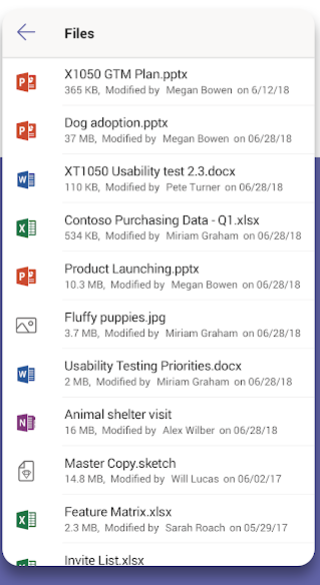 Files
X1050 GTM Plan.pptx
365 KB, Modified by Megan Bowen on 6/12/18
Dog adoption.pptx
37 MB, Modified by Megan Bowen on 06/28/18
XT1050 Usability test 2.3.docx
110 KB, Modified by Pete Turner on 06/28/18
Contoso Purchasing Data - Q1.xlsx
534 KB, Modified by Miriam Graham on 06/28/18
Product Launching.pptx
10.3 MB, Modified by Megan Bowen on 06/28/18
Fluffy puppies.jpg
3.7 MB, Modified by Miriam Graham on 06/28/18
Usability Testing Priorities.docx
2 MB, Modified by Miriam Graham on 06/28/18
Animal shelter visit
16 MB, Modified by Alex Wilber on 06/28/18
Master Copy.sketch
14.8 MB, Modified by Will Lucas on 06/02/17
Feature Matrix.xlsx
2.3 MB, Modified by Sarah Roach on 05/29/17
Invite List.xlsx